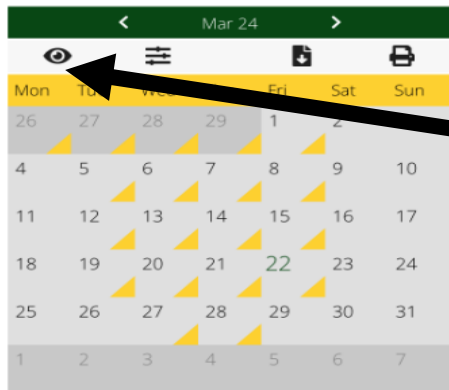 Mar 24
Mon Fri Sat Sun
26 27 28 29 1 2
4 5 6 7 8 9 10
11 12 13 14 15 16 17
18 19 20 21 22 23 24
25 26 27 28 29 30 31
1 2 3 4 5 6 7